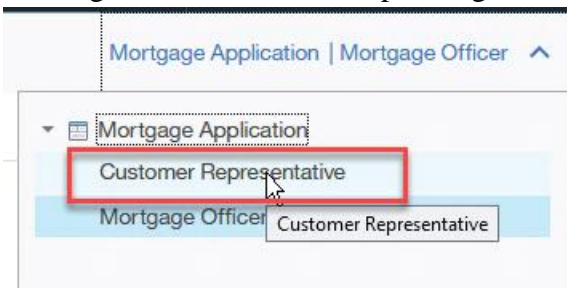 Mortgage Application | Mortgage Officer
Mortgage Application
Customer Representative
Mortgage Officer
Customer Representative